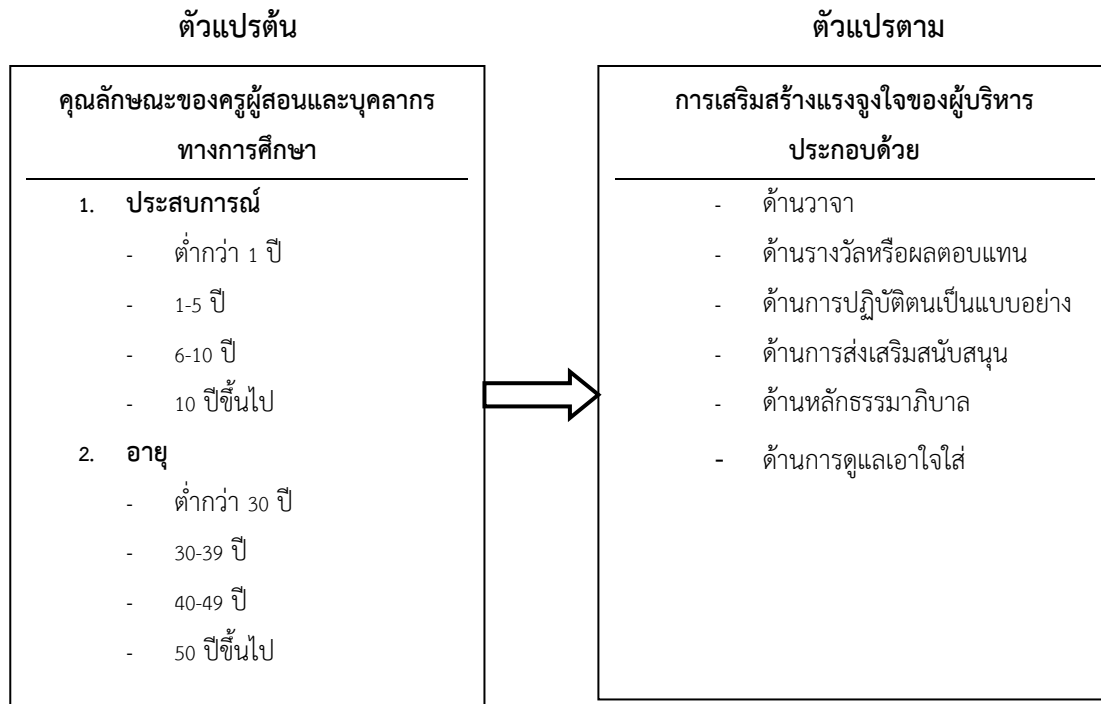 ตัวแปรต้น
คุณลักษณะของครูผู้สอนและบุคลากร
ทางการศึกษา
1. ประสบการณ์
- ต่ำกว่า 1 ปี
- 1-5 ปี
- 6-10 ปี
- 10 ปีขึ้นไป
2. อายุ
- ต่ำกว่า 30 ปี
- 30-39 ปี
- 40-49 ปี
- 50 ปีขึ้นไป
ตัวแปรตาม
การเสริมสร้างแรงจูงใจของผู้บริหาร
ประกอบด้วย
- ด้านวาจา
- ด้านรางวัลหรือผลตอบแทน
- ด้านการปฏิบัติตนเป็นแบบอย่าง
- ด้านการส่งเสริมสนับสนุน
- ด้านหลักธรรมาภิบาล
- ด้านการดูแลเอาใจใส่